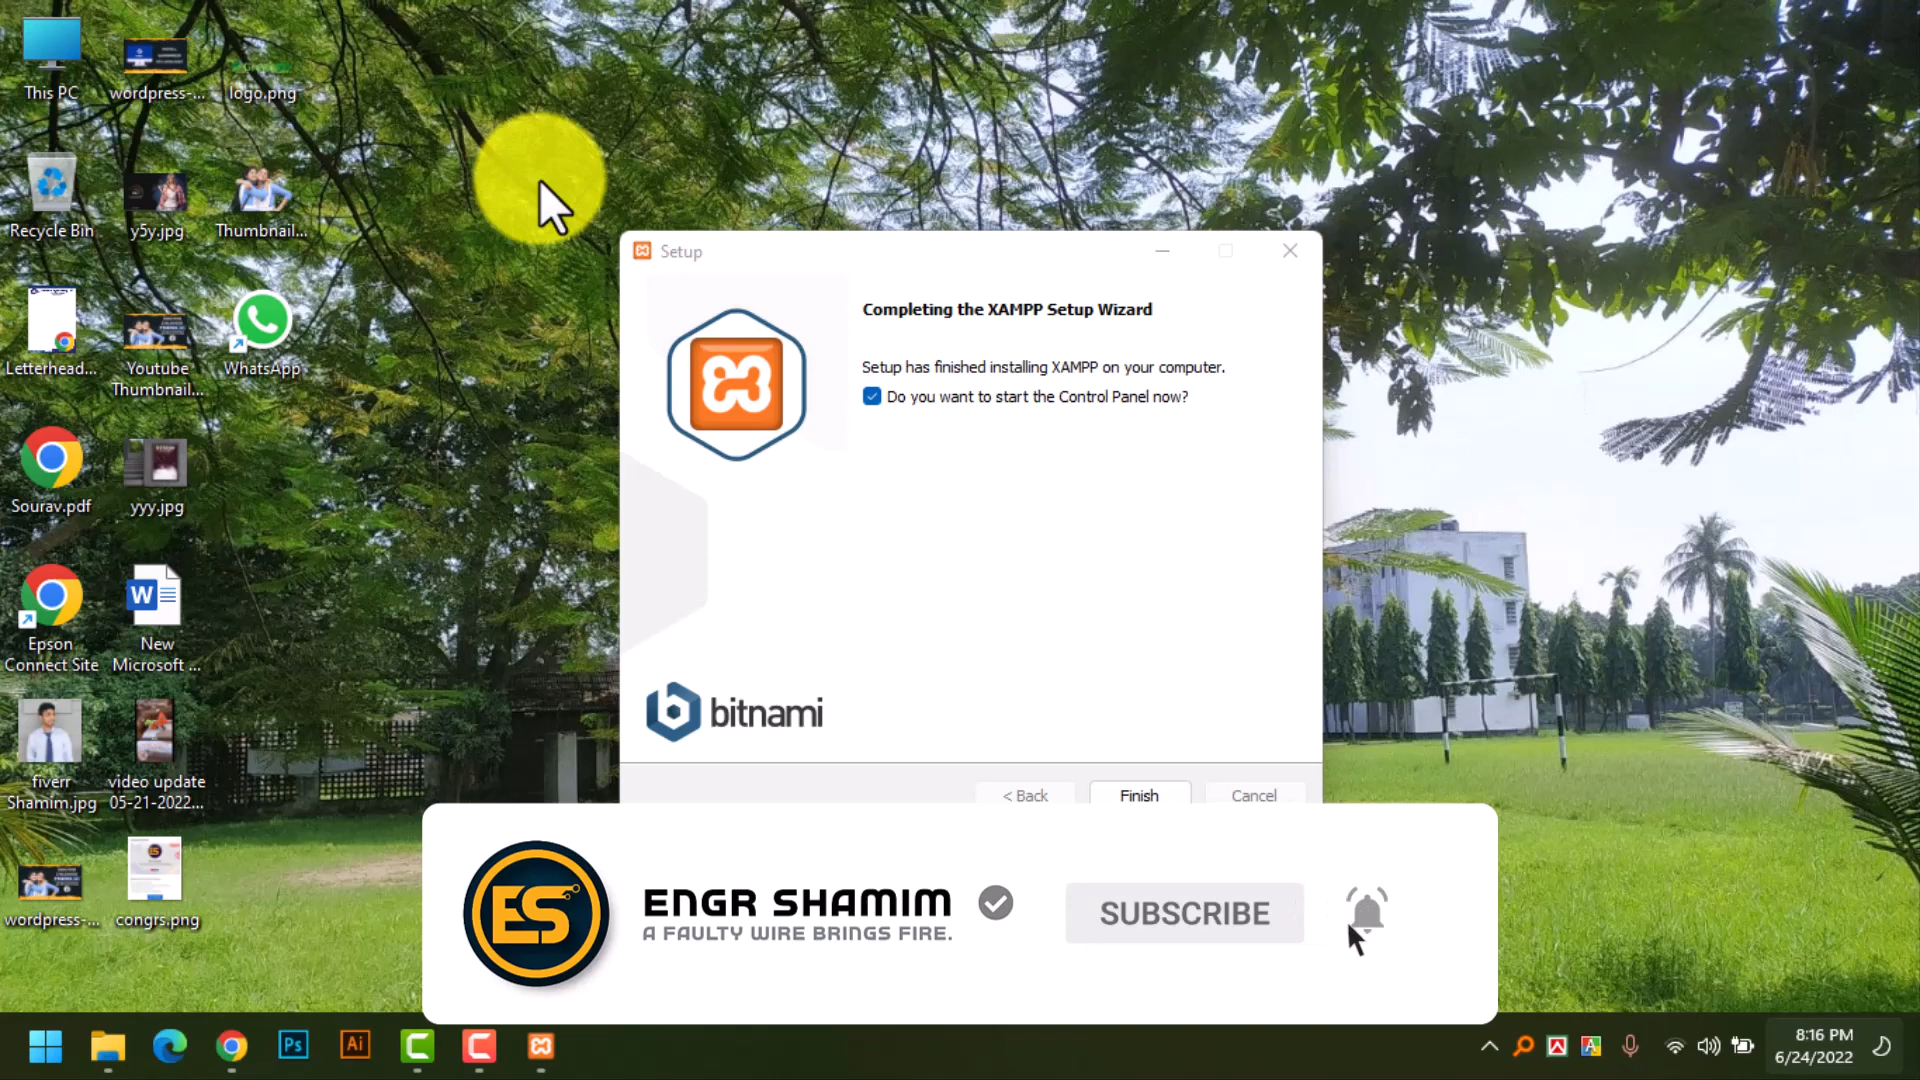 This PC
wordpress-...
logo.png
Recycle Bin
y5y.jpg
Thumbnail...
Letterhead...
Youtube
Thumbnail...
WhatsApp
Sourav.pdf
yyy.jpg
Epson
Connect Site
New
Microsoft ...
fiverr
Shamim.jpg
video update
05-21-2022...
wordpress-...
congrs.png
Setup
Completing the XAMPP Setup Wizard
Setup has finished installing XAMPP on your computer.
Do you want to start the Control Panel now?
bitnami
< Back
Finish
Cancel
ES
ENGR SHAMIM
A FAULTY WIRE BRINGS FIRE.
SUBSCRIBE
Ps
Ai
8:16 PM
6/24/2022